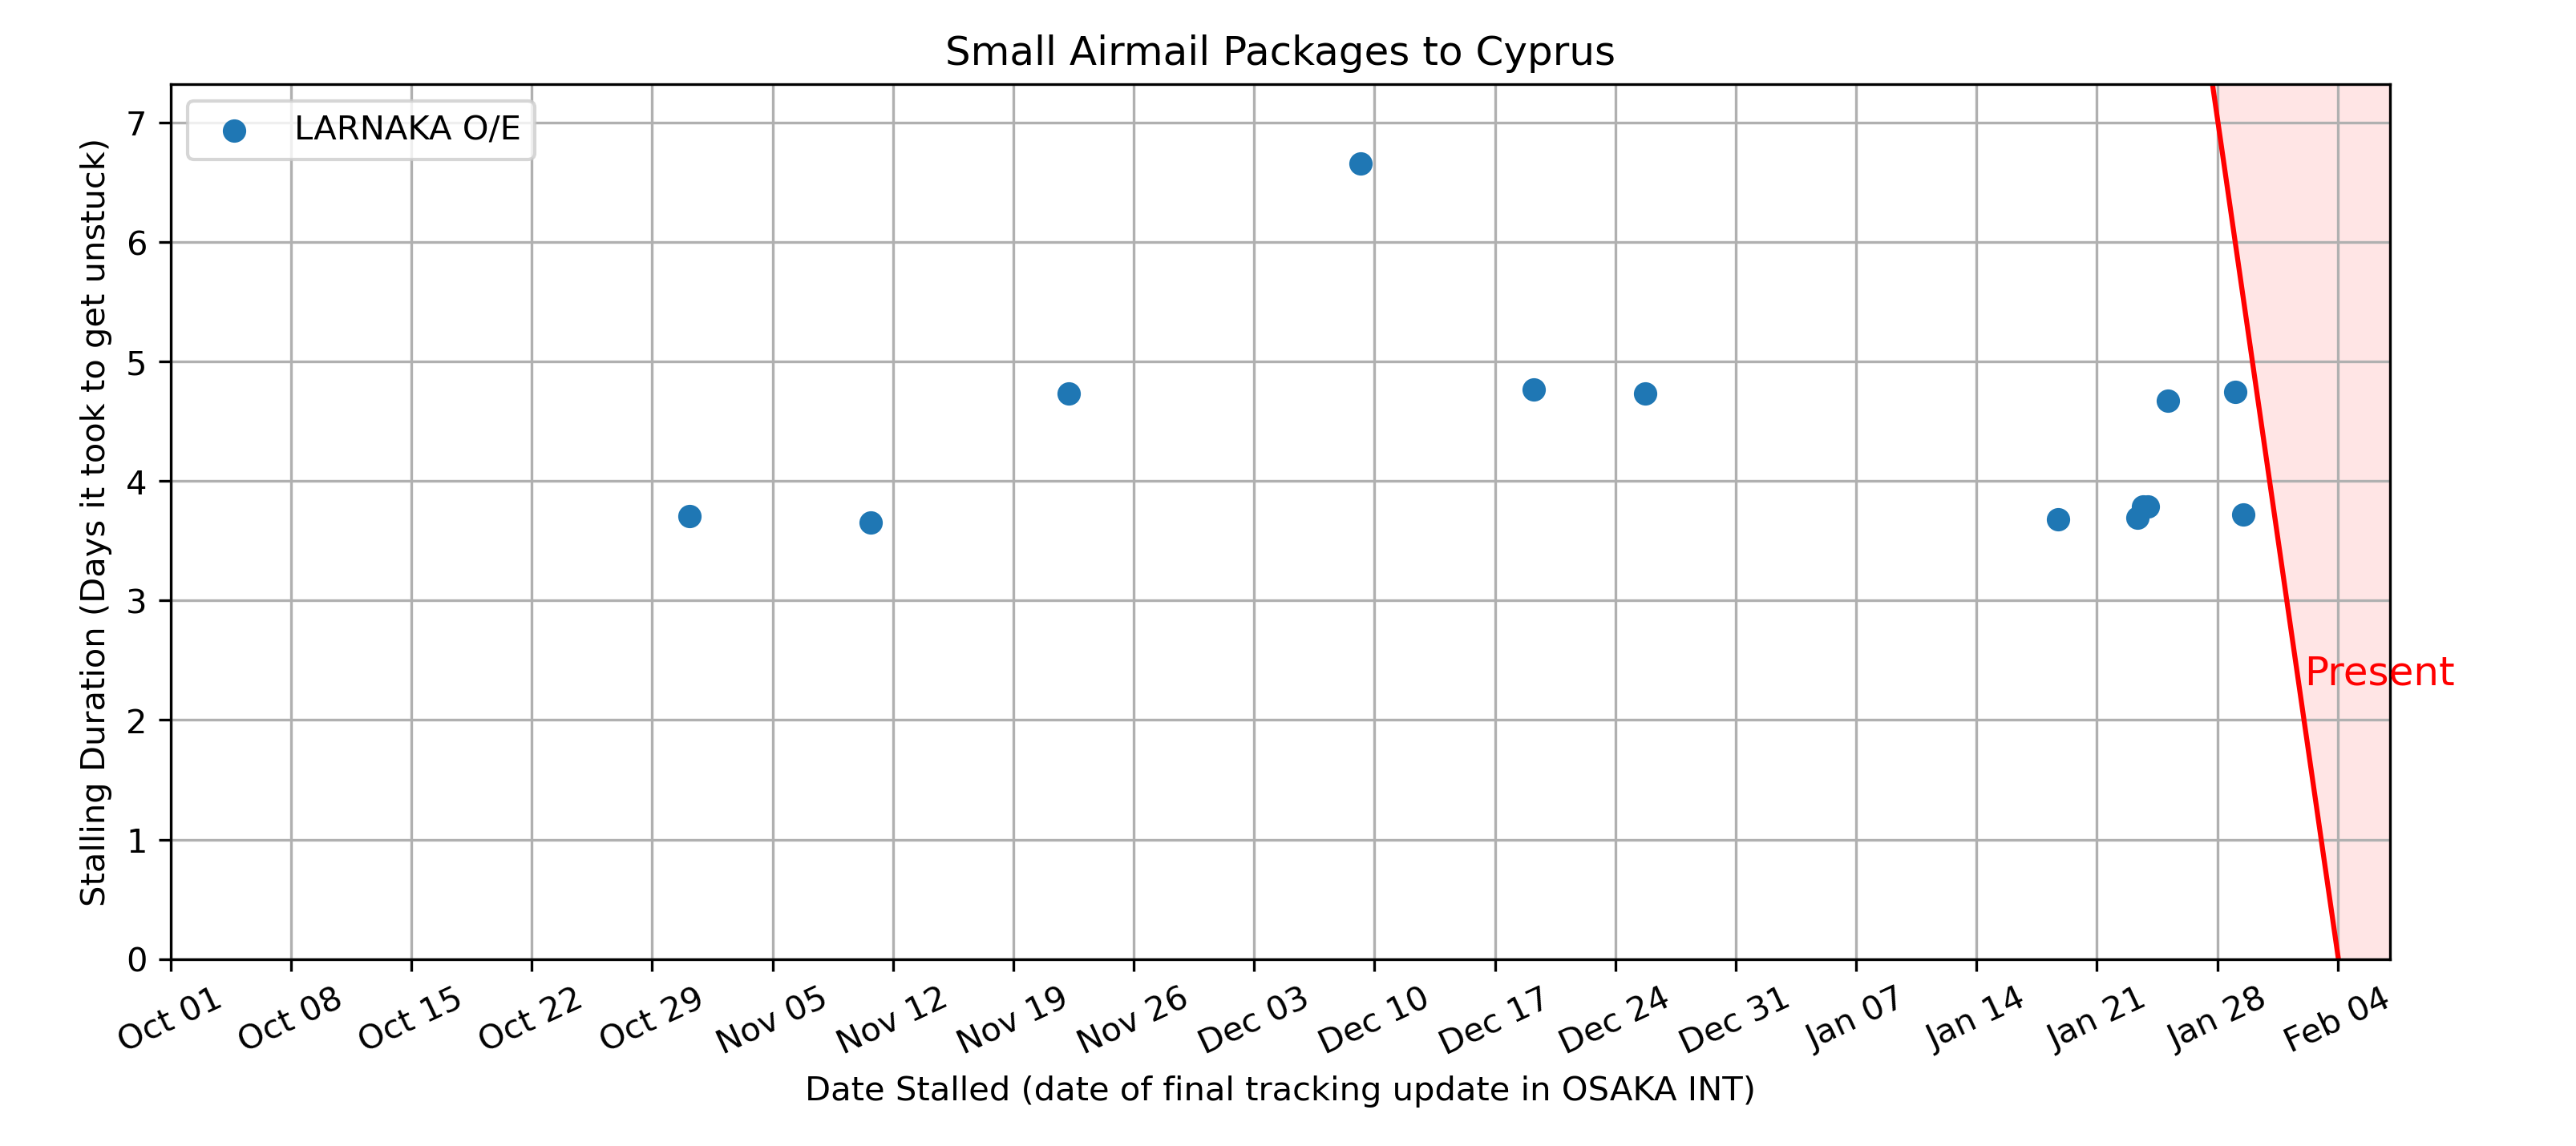 Small Airmail Packages to Cyprus
LARNAKA O/E
Stalling Duration (Days it took to get unstuck)
7
6
5
4
3
2
1
0
Present
Oct 01
Oct 08
Oct 15
Oct 22
Oct 29
Nov 05
Nov 12
Nov 19
Nov 26
Dec 03
Dec 10
Dec 17
Dec 24
Dec 31
Jan 07
Jan 14
Jan 21
Jan 28
Feb 04
Date Stalled (date of final tracking update in OSAKA INT)